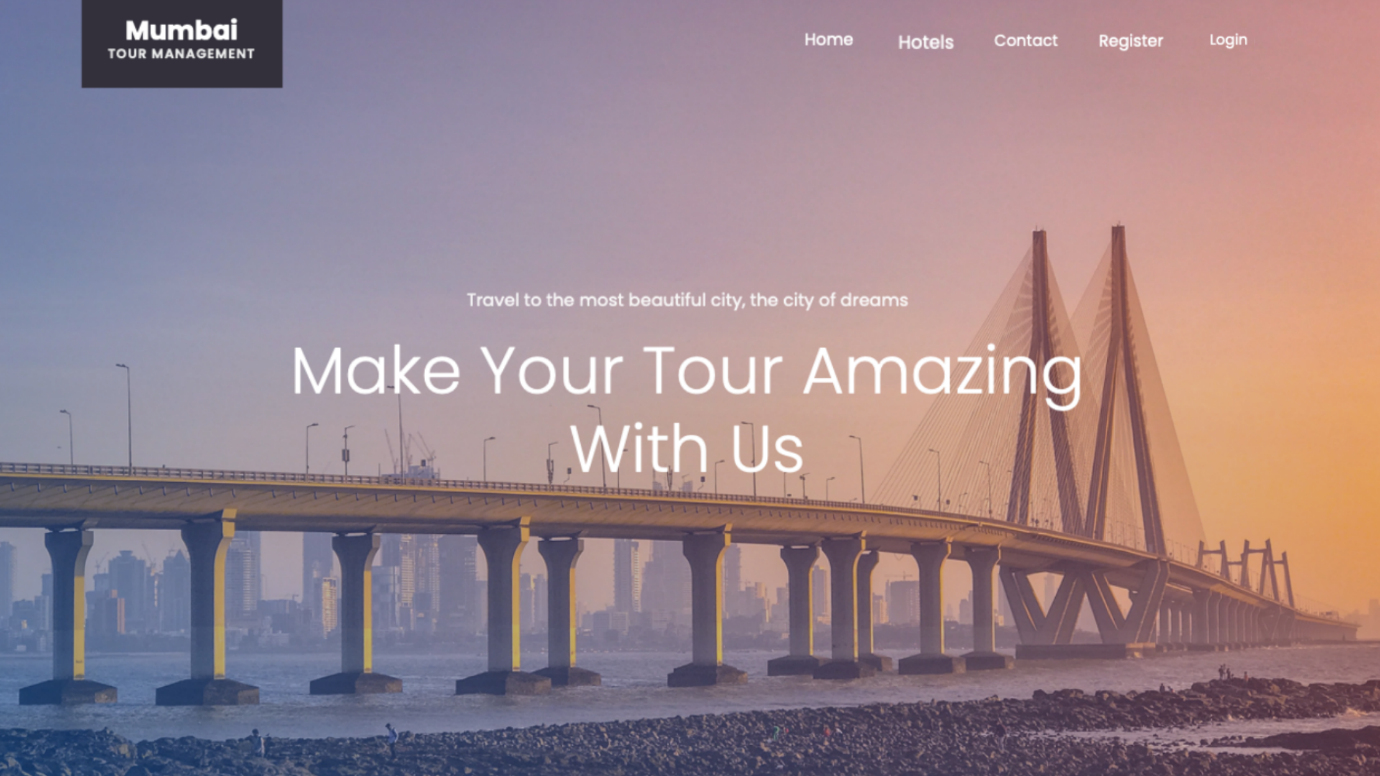 Mumbai
TOUR MANAGEMENT
Home Hotels Contact Register Login
Travel to the most beautiful city, the city of dreams
Make Your Tour Amazing
With Us